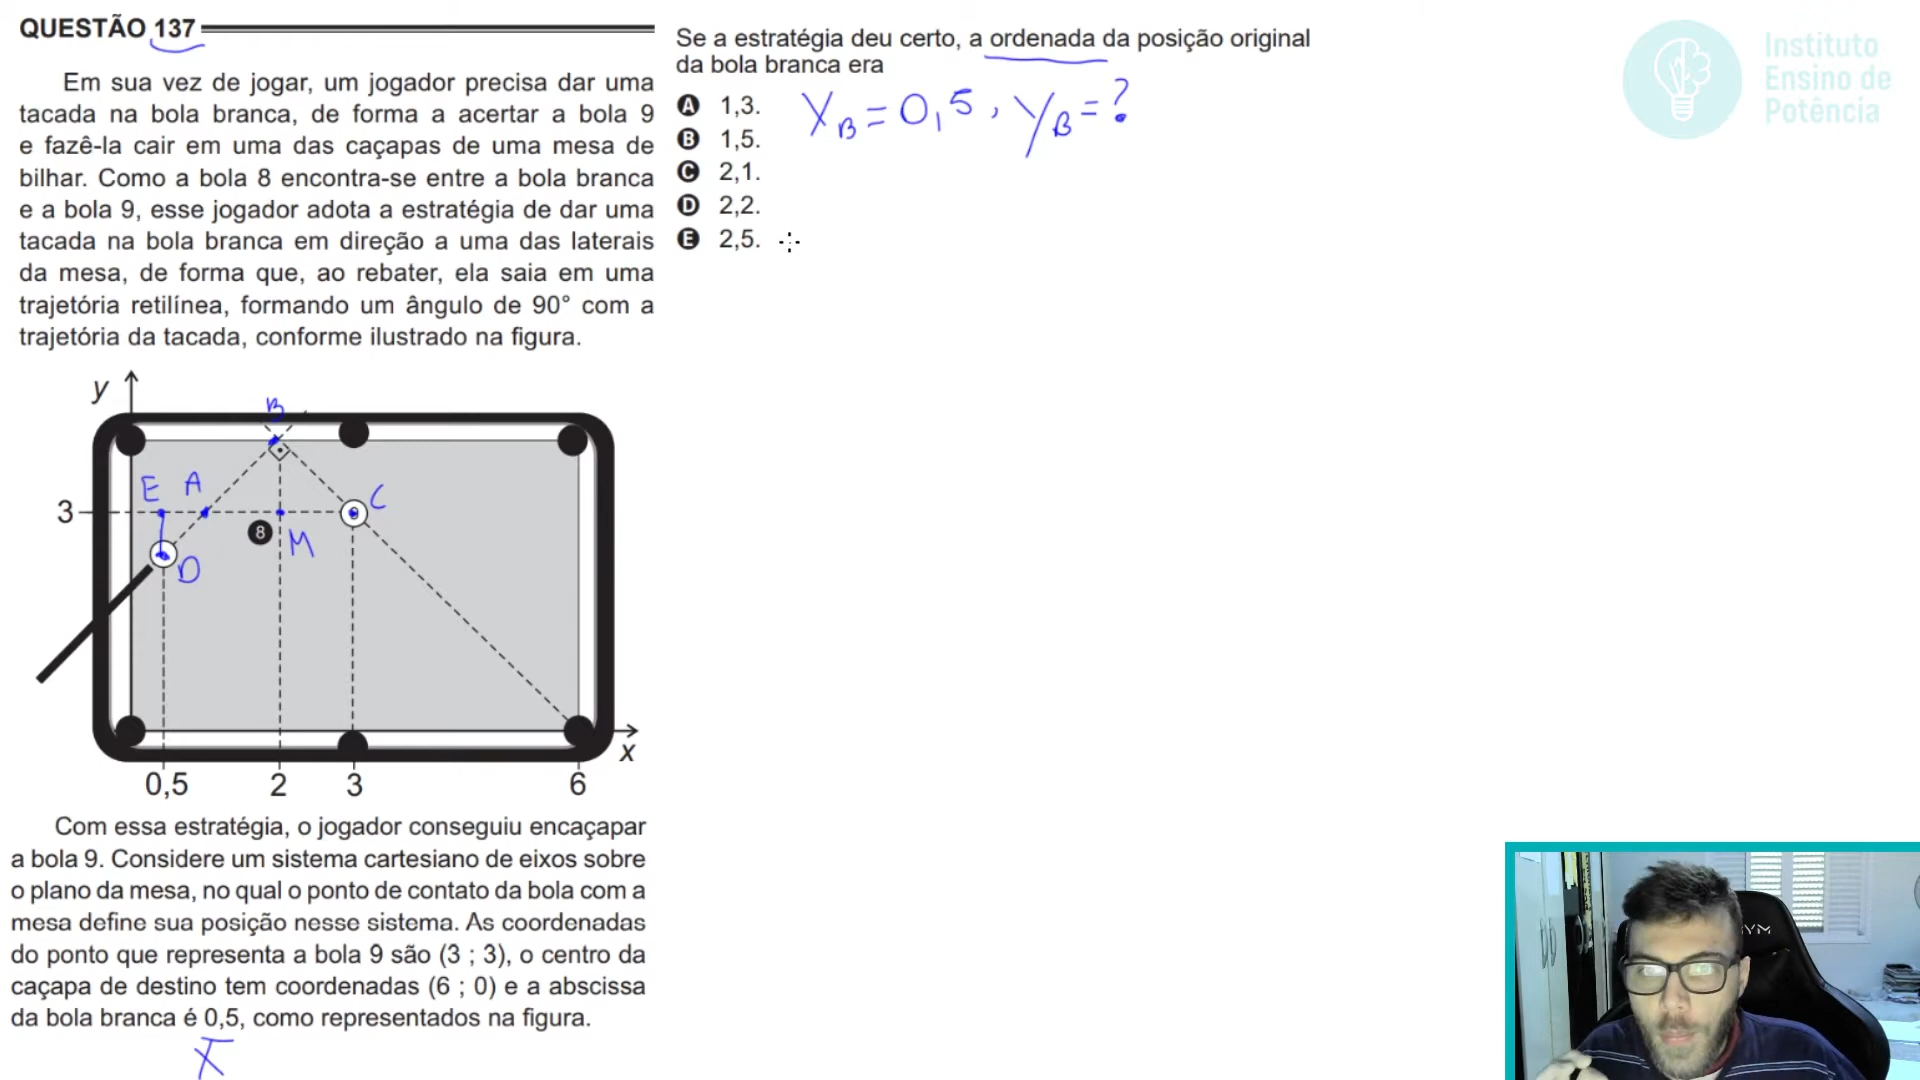 QUESTÃO 137
Em sua vez de jogar, um jogador precisa dar uma
tacada na bola branca, de forma a acertar a bola 9
e fazê-la cair em uma das caçapas de uma mesa de
bilhar. Como a bola 8 encontra-se entre a bola branca
e a bola 9, esse jogador adota a estratégia de dar uma
tacada na bola branca em direção a uma das laterais
da mesa, de forma que, ao rebater, ela saia em uma
trajetória retilínea, formando um ângulo de 90° com a
trajetória da tacada, conforme ilustrado na figura.
y
B
E A
C
3
9
8
M
D
x
0,5 2 3 6
Com essa estratégia, o jogador conseguiu encaçapar
a bola 9. Considere um sistema cartesiano de eixos sobre
o plano da mesa, no qual o ponto de contato da bola com a
mesa define sua posição nesse sistema. As coordenadas
do ponto que representa a bola 9 são (3 ; 3), o centro da
caçapa de destino tem coordenadas (6 ; 0) e a abscissa
da bola branca é 0,5, como representados na figura.
Se a estratégia deu certo, a ordenada da posição original
da bola branca era
A 1,3.
B 1,5.
C 2,1.
D 2,2.
E 2,5.
X_B = 0,5, Y_B = ?
Instituto
Ensino de
Potência